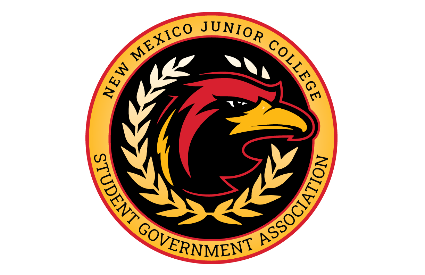 NEW MEXICO JUNIOR COLLEGE
STUDENT GOVERNMENT ASSOCIATION